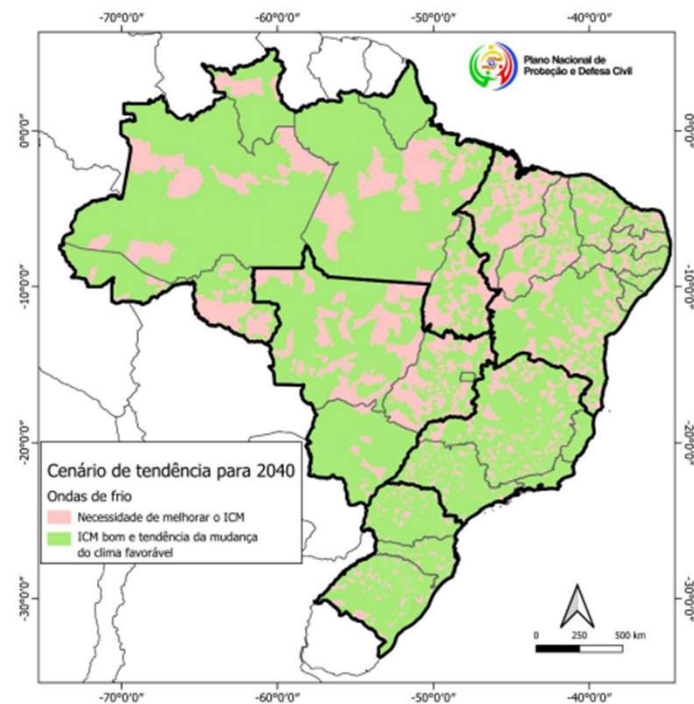 -70°0'0" -60°0'0" -50°0'0" -40°0'0"
Plano Nacional de
Proteção e Defesa Civil
0°0'0" 0°0'0"
-10°0'0" -10°0'0"
-20°0'0" -20°0'0"
Cenário de tendência para 2040
Ondas de frio
Necessidade de melhorar o ICM
ICM bom e tendência da mudança
do clima favorável
-30°0'0" -30°0'0"
0 250 500 km
-70°0'0" -60°0'0" -50°0'0" -40°0'0"